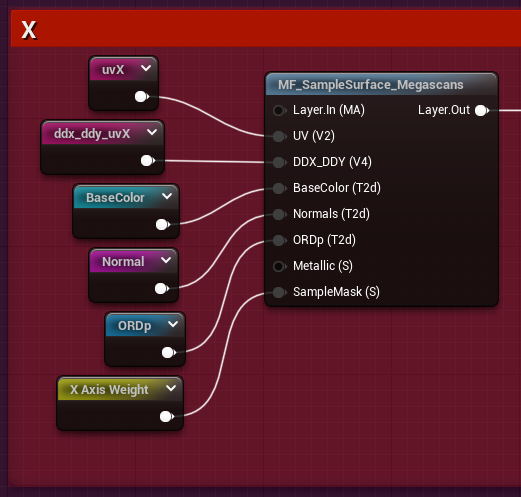 X
uvX
MF_SampleSurface_Megascans
Layer.In (MA)
Layer.Out
ddx_ddy_uvX
UV (V2)
DDX_DDY (V4)
BaseColor
BaseColor (T2d)
Normals (T2d)
Normal
ORDp (T2d)
Metallic (S)
ORDp
SampleMask (S)
X Axis Weight